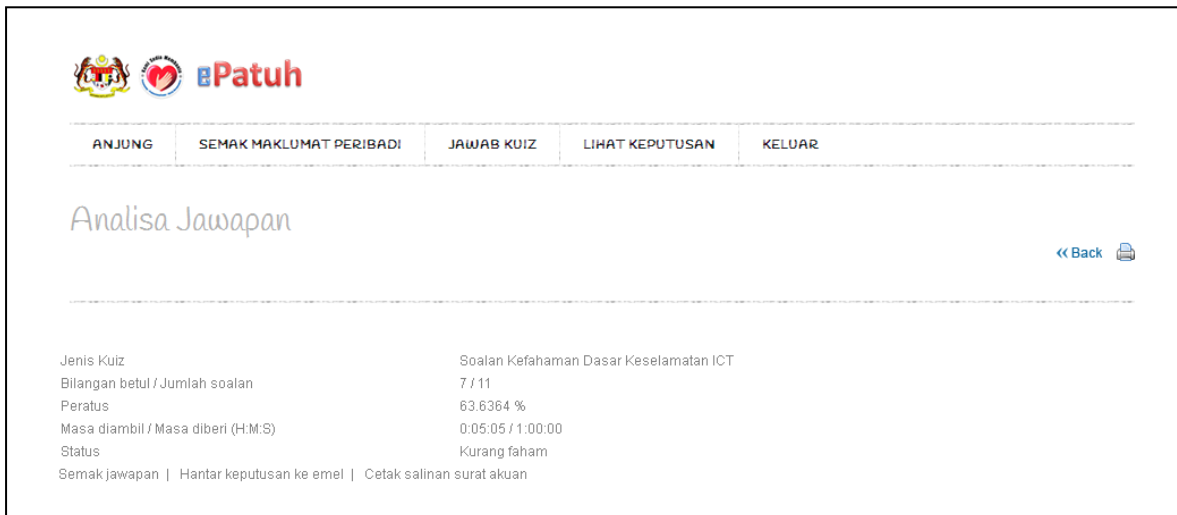 ePatuh
ANJUNG SEMAK MAKLUMAT PERIBADI JAWAB KUIZ LIHAT KEPUTUSAN KELUAR
Analisa Jawapan
<< Back
Jenis Kuiz Soalan Kefahaman Dasar Keselamatan ICT
Bilangan betul / Jumlah soalan 7 / 11
Peratus 63.6364 %
Masa diambil / Masa diberi (H:M:S) 0:05:05 / 1:00:00
Status Kurang faham
Semak jawapan | Hantar keputusan ke emel | Cetak salinan surat akuan